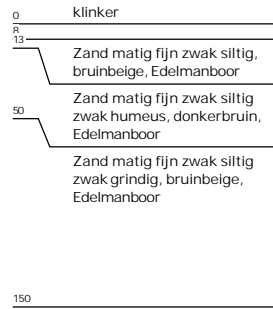 0
klinker
8
13
Zand matig fijn zwak siltig,
bruinbeige, Edelmanboor
Zand matig fijn zwak siltig
zwak humeus, donkerbruin,
Edelmanboor
50
Zand matig fijn zwak siltig
zwak grindig, bruinbeige,
Edelmanboor
150